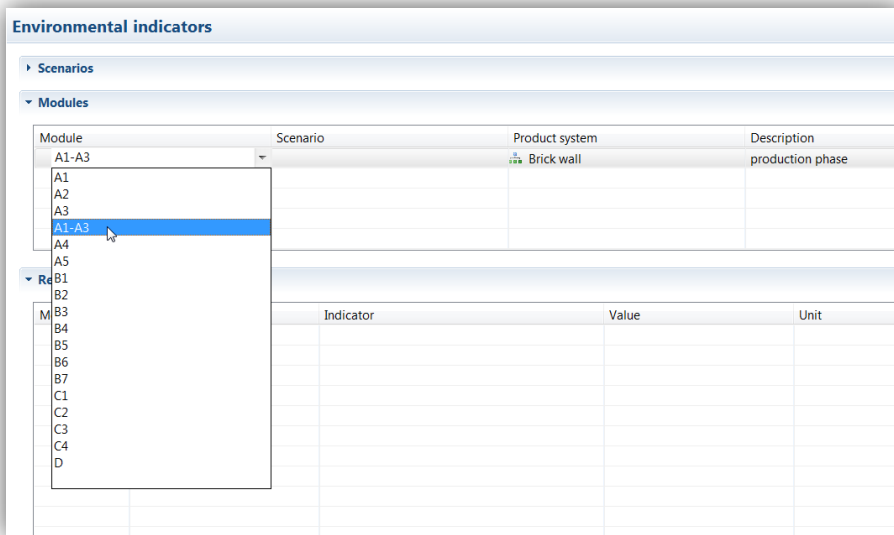 Environmental indicators
Scenarios
Modules
Module Scenario Product system Description
A1-A3 Brick wall production phase
A1
A2
A3
A1-A3
A4
A5
Re
B1
B2
M
B3
Indicator Value Unit
B4
B5
B6
B7
C1
C2
C3
C4
D